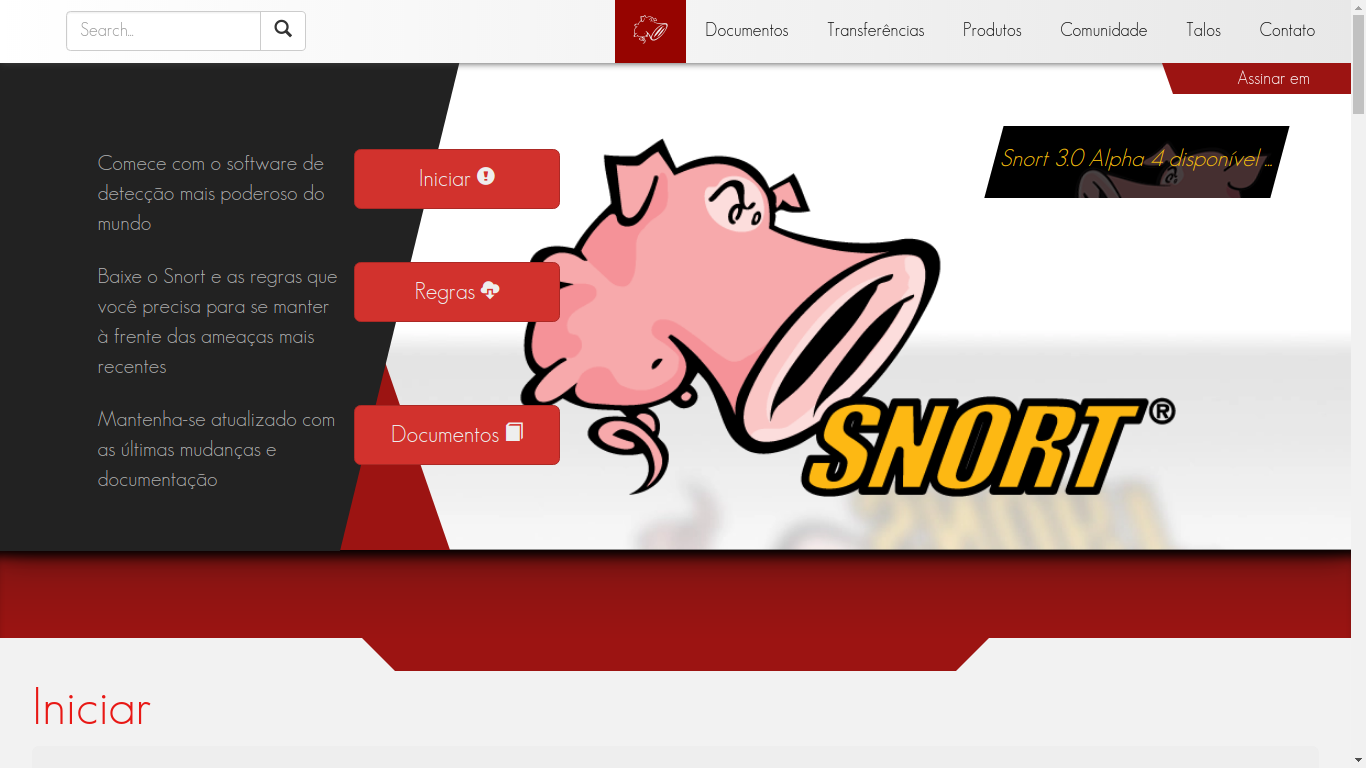 Search...
Documentos
Transferências
Produtos
Comunidade
Talos
Contato
Assinar em
Snort 3.0 Alpha 4 disponível ...
Comece com o software de
detecção mais poderoso do
mundo
Iniciar
Baixe o Snort e as regras que
você precisa para se manter
à frente das ameaças mais
recentes
Regras
Mantenha-se atualizado com
as últimas mudanças e
documentação
Documentos
SNORT®
Iniciar